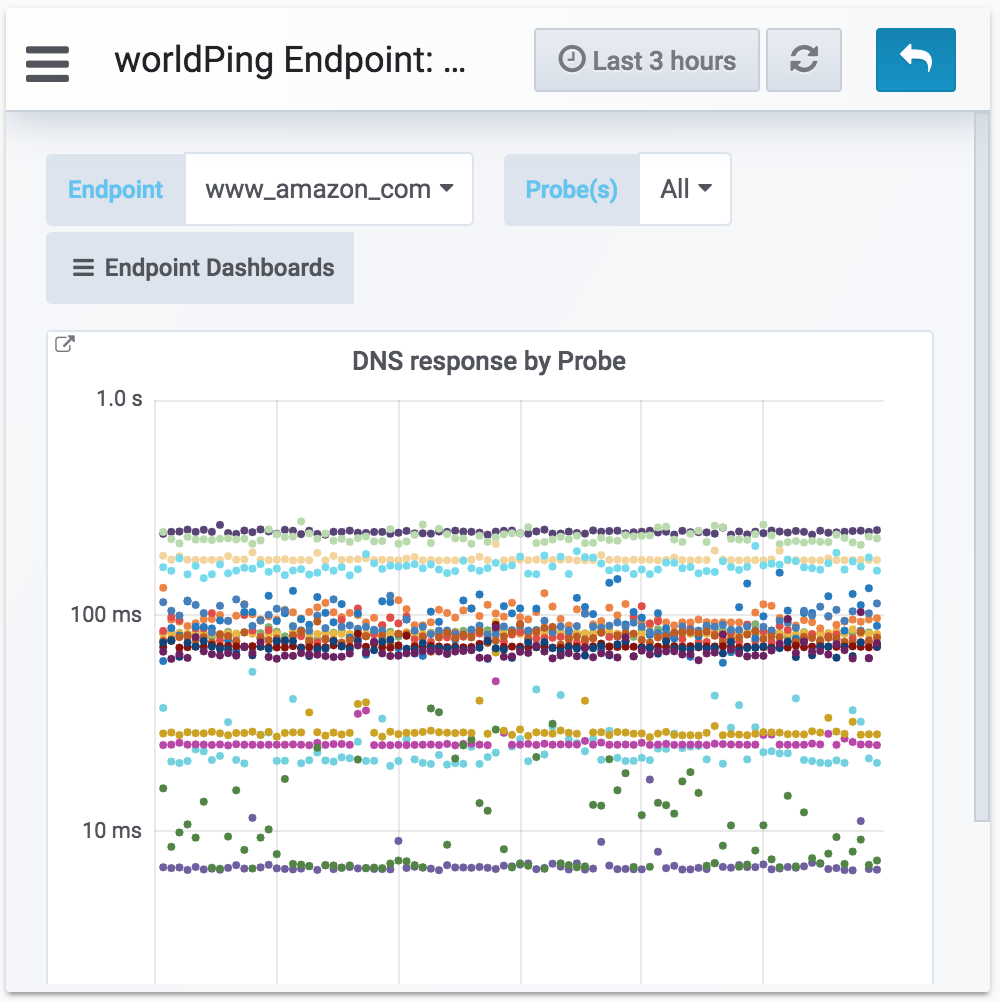 worldPing Endpoint: ...
Last 3 hours
Endpoint
www_amazon_com
Probe(s)
All
Endpoint Dashboards
DNS response by Probe
1.0 s
100 ms
10 ms